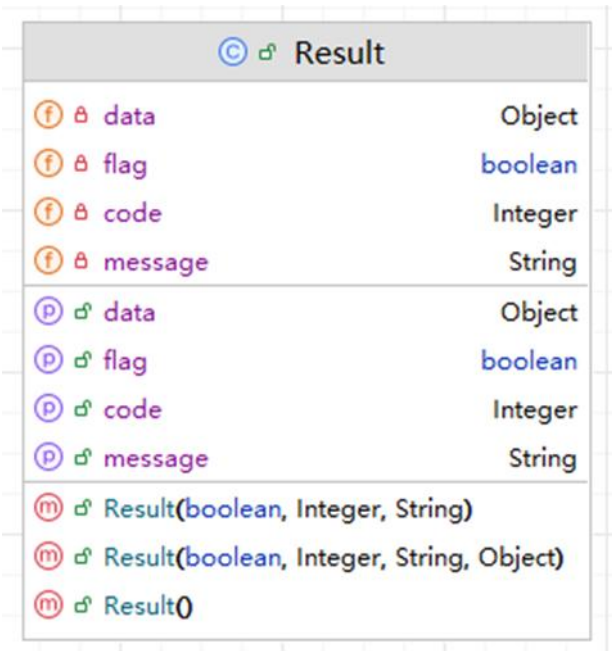 C Result
f data Object
f flag boolean
f code Integer
f message String
p data Object
p flag boolean
p code Integer
p message String
m Result(boolean, Integer, String)
m Result(boolean, Integer, String, Object)
m Result()